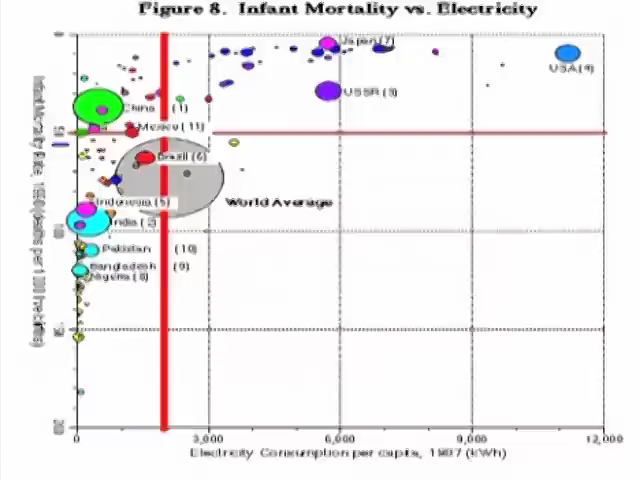 Figure 8. Infant Mortality vs. Electricity
Japan (7)
USA (4)
USSR (3)
China (1)
Mexico (11)
Brazil (6)
World Average
Indonesia (5)
India (2)
Pakistan (10)
Bangladesh (9)
Nigeria (8)
0 3,000 6,000 9,000 12,000
Electricity Consumption per capita, 1987 (kWh)